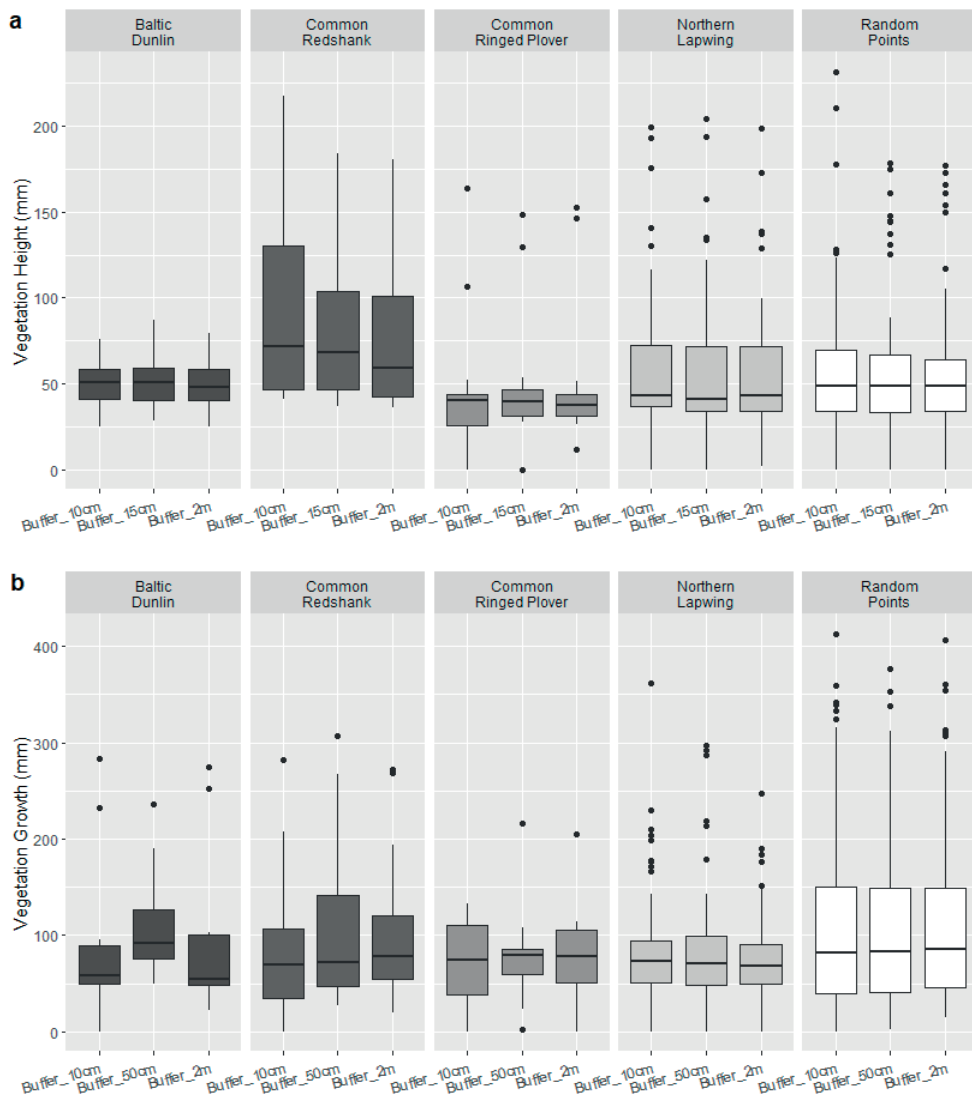 a
Baltic
Dunlin
Common
Redshank
Common
Ringed Plover
Northern
Lapwing
Random
Points
Vegetation Height (mm)
200
150
100
50
0
Buffer_10cm
Buffer_15cm
Buffer_2m
Buffer_10cm
Buffer_15cm
Buffer_2m
Buffer_10cm
Buffer_15cm
Buffer_2m
Buffer_10cm
Buffer_15cm
Buffer_2m
Buffer_10cm
Buffer_15cm
Buffer_2m
b
Baltic
Dunlin
Common
Redshank
Common
Ringed Plover
Northern
Lapwing
Random
Points
Vegetation Growth (mm)
400
300
200
100
0
Buffer_10cm
Buffer_50cm
Buffer_2m
Buffer_10cm
Buffer_50cm
Buffer_2m
Buffer_10cm
Buffer_50cm
Buffer_2m
Buffer_10cm
Buffer_50cm
Buffer_2m
Buffer_10cm
Buffer_50cm
Buffer_2m